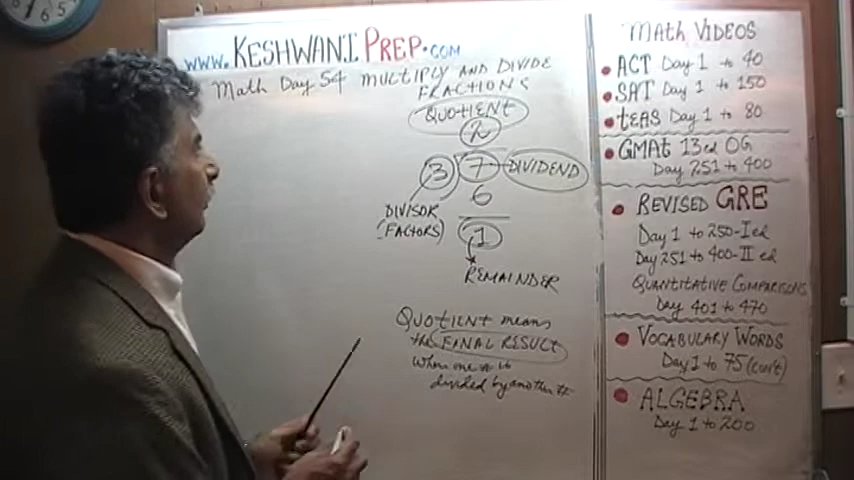 www.KESHWANIPREP.COM
Math Day 54 MULTIPLY AND DIVIDE
FRACTIONS
QUOTIENT
2
3 7 DIVIDEND
6
DIVISOR
(FACTORS)
1
REMAINDER
QUOTIENT means
the FINAL RESULT
when one # is
divided by another #
MATH VIDEOS
ACT Day 1 to 40
SAT Day 1 to 150
tEAS Day 1 to 80
GMAt 13 ed OG
Day 251 to 400
REVISED GRE
Day 1 to 250-I ed
Day 251 to 400-II ed
QUANTITATIVE COMPARISONS
Day 401 to 470
VOCABULARY WORDS
Day 1 to 75 (con't)
ALGEBRA
Day 1 to 200